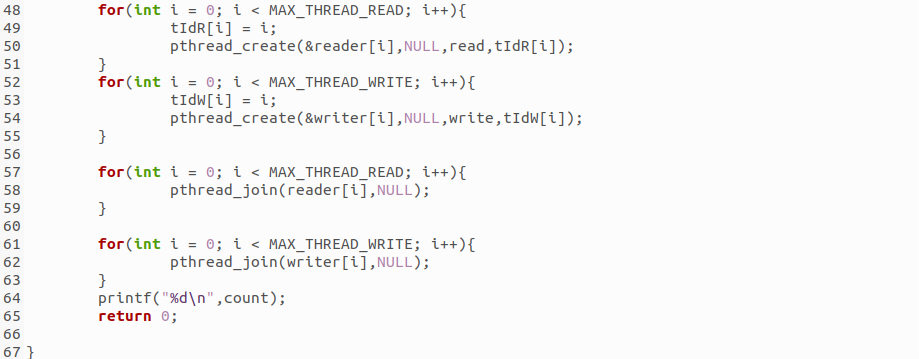 48 for(int i = 0; i < MAX_THREAD_READ; i++){
49 tIdR[i] = i;
50 pthread_create(&reader[i],NULL,read,tIdR[i]);
51 }
52 for(int i = 0; i < MAX_THREAD_WRITE; i++){
53 tIdW[i] = i;
54 pthread_create(&writer[i],NULL,write,tIdW[i]);
55 }
56
57 for(int i = 0; i < MAX_THREAD_READ; i++){
58 pthread_join(reader[i],NULL);
59 }
60
61 for(int i = 0; i < MAX_THREAD_WRITE; i++){
62 pthread_join(writer[i],NULL);
63 }
64 printf("%d\n",count);
65 return 0;
66
67 }